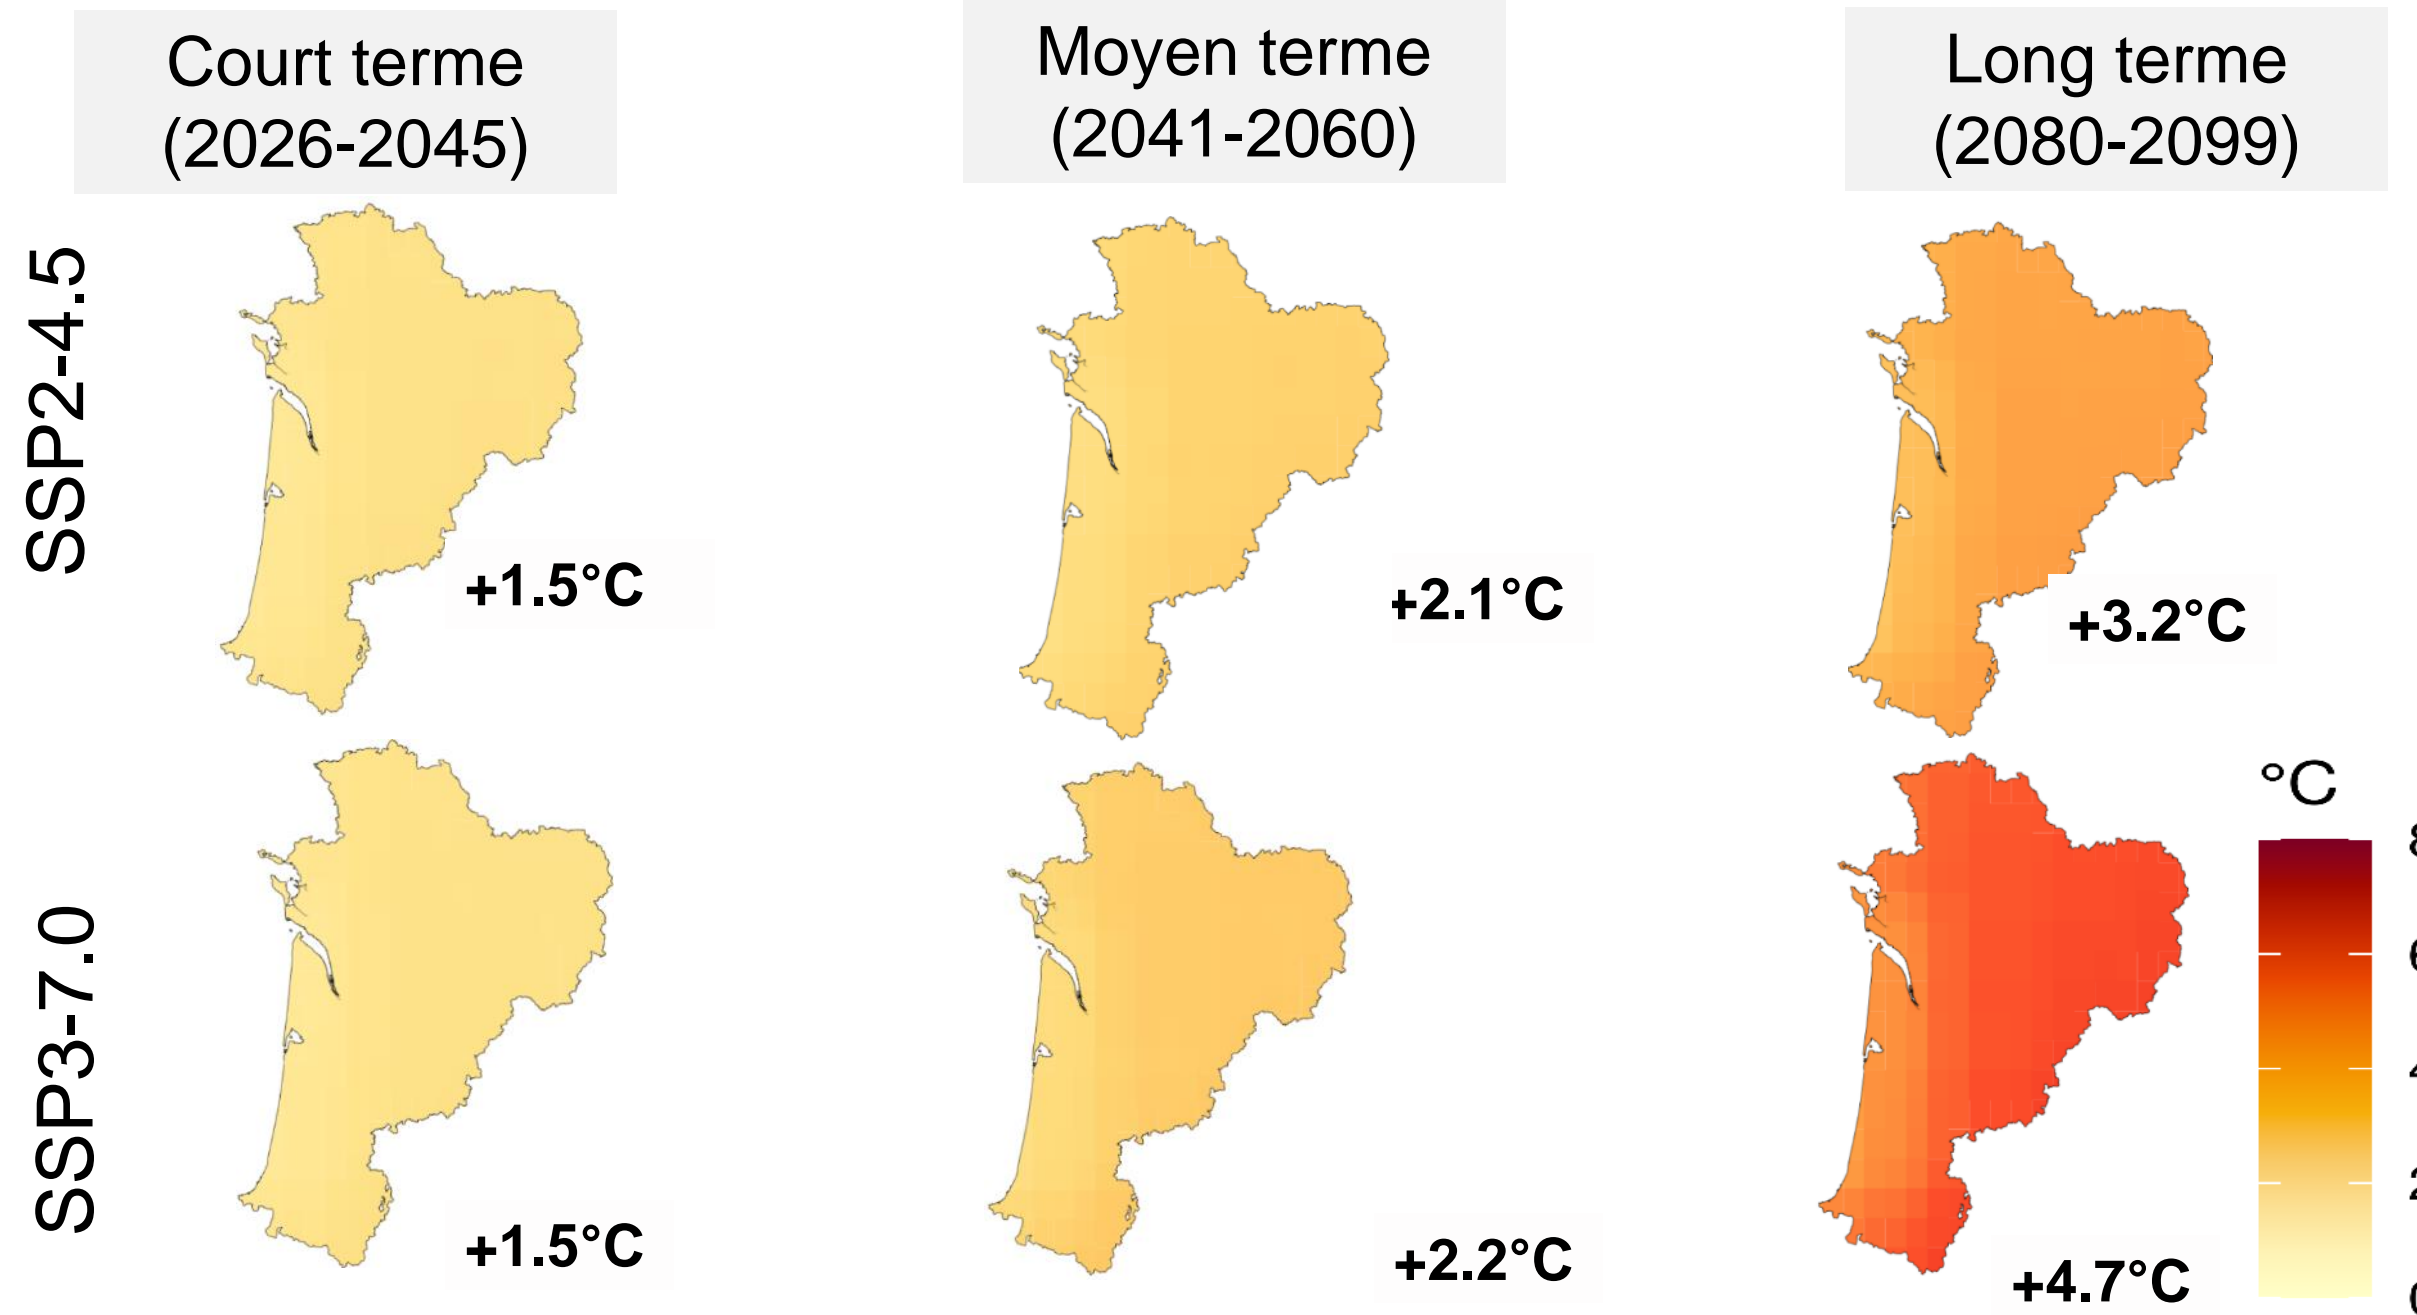 Court terme
(2026-2045)
Moyen terme
(2041-2060)
Long terme
(2080-2099)
SSP2-4.5
+1.5°C
+2.1°C
+3.2°C
SSP3-7.0
+1.5°C
+2.2°C
+4.7°C
°C